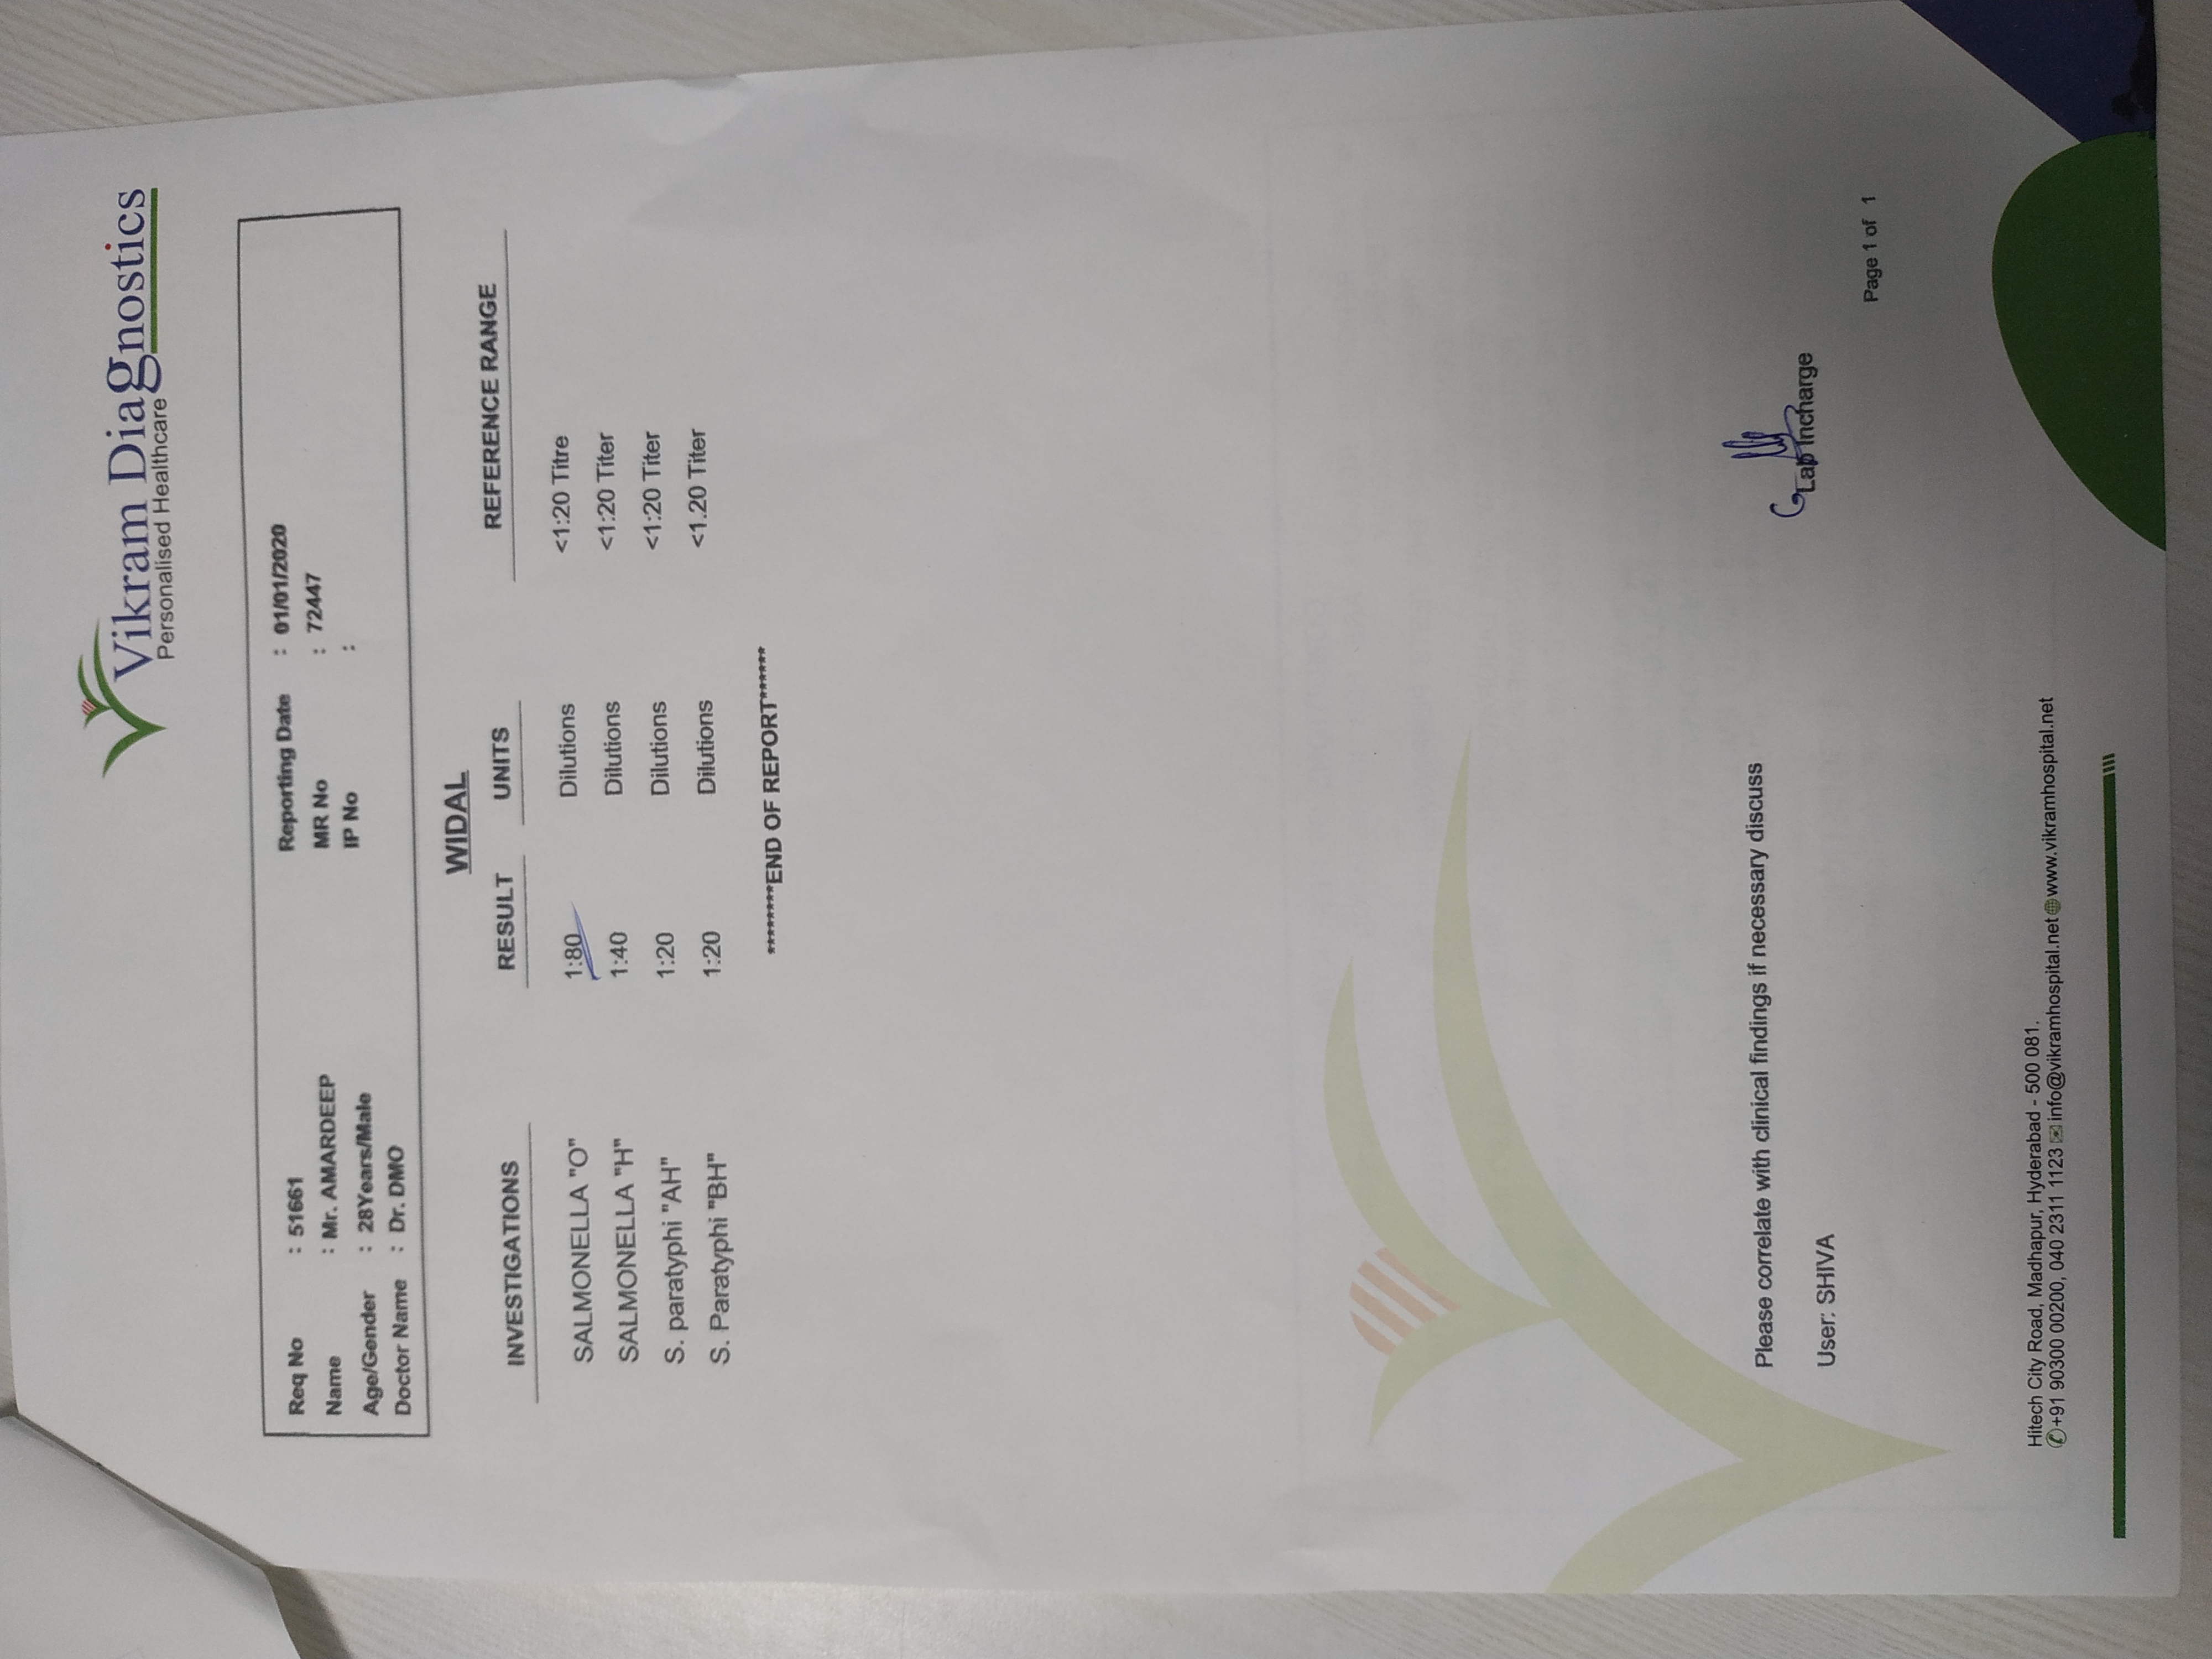 Vikram Diagnostics
Personalised Healthcare
Req No : 51661 Reporting Date : 01/01/2020
Name : Mr. AMARDEEP MR No : 72447
Age/Gender : 28Years/Male IP No :
Doctor Name : Dr. DMO
WIDAL
INVESTIGATIONS RESULT UNITS REFERENCE RANGE
SALMONELLA "O" 1:80 Dilutions <1:20 Titre
SALMONELLA "H" 1:40 Dilutions <1:20 Titer
S. paratyphi "AH" 1:20 Dilutions <1:20 Titer
S. Paratyphi "BH" 1:20 Dilutions <1.20 Titer
********END OF REPORT******
Please correlate with clinical findings if necessary discuss
Lab Incharge
User: SHIVA
Page 1 of 1
Hitech City Road, Madhapur, Hyderabad - 500 081.
+91 90300 00200, 040 2311 1123 info@vikramhospital.net www.vikramhospital.net